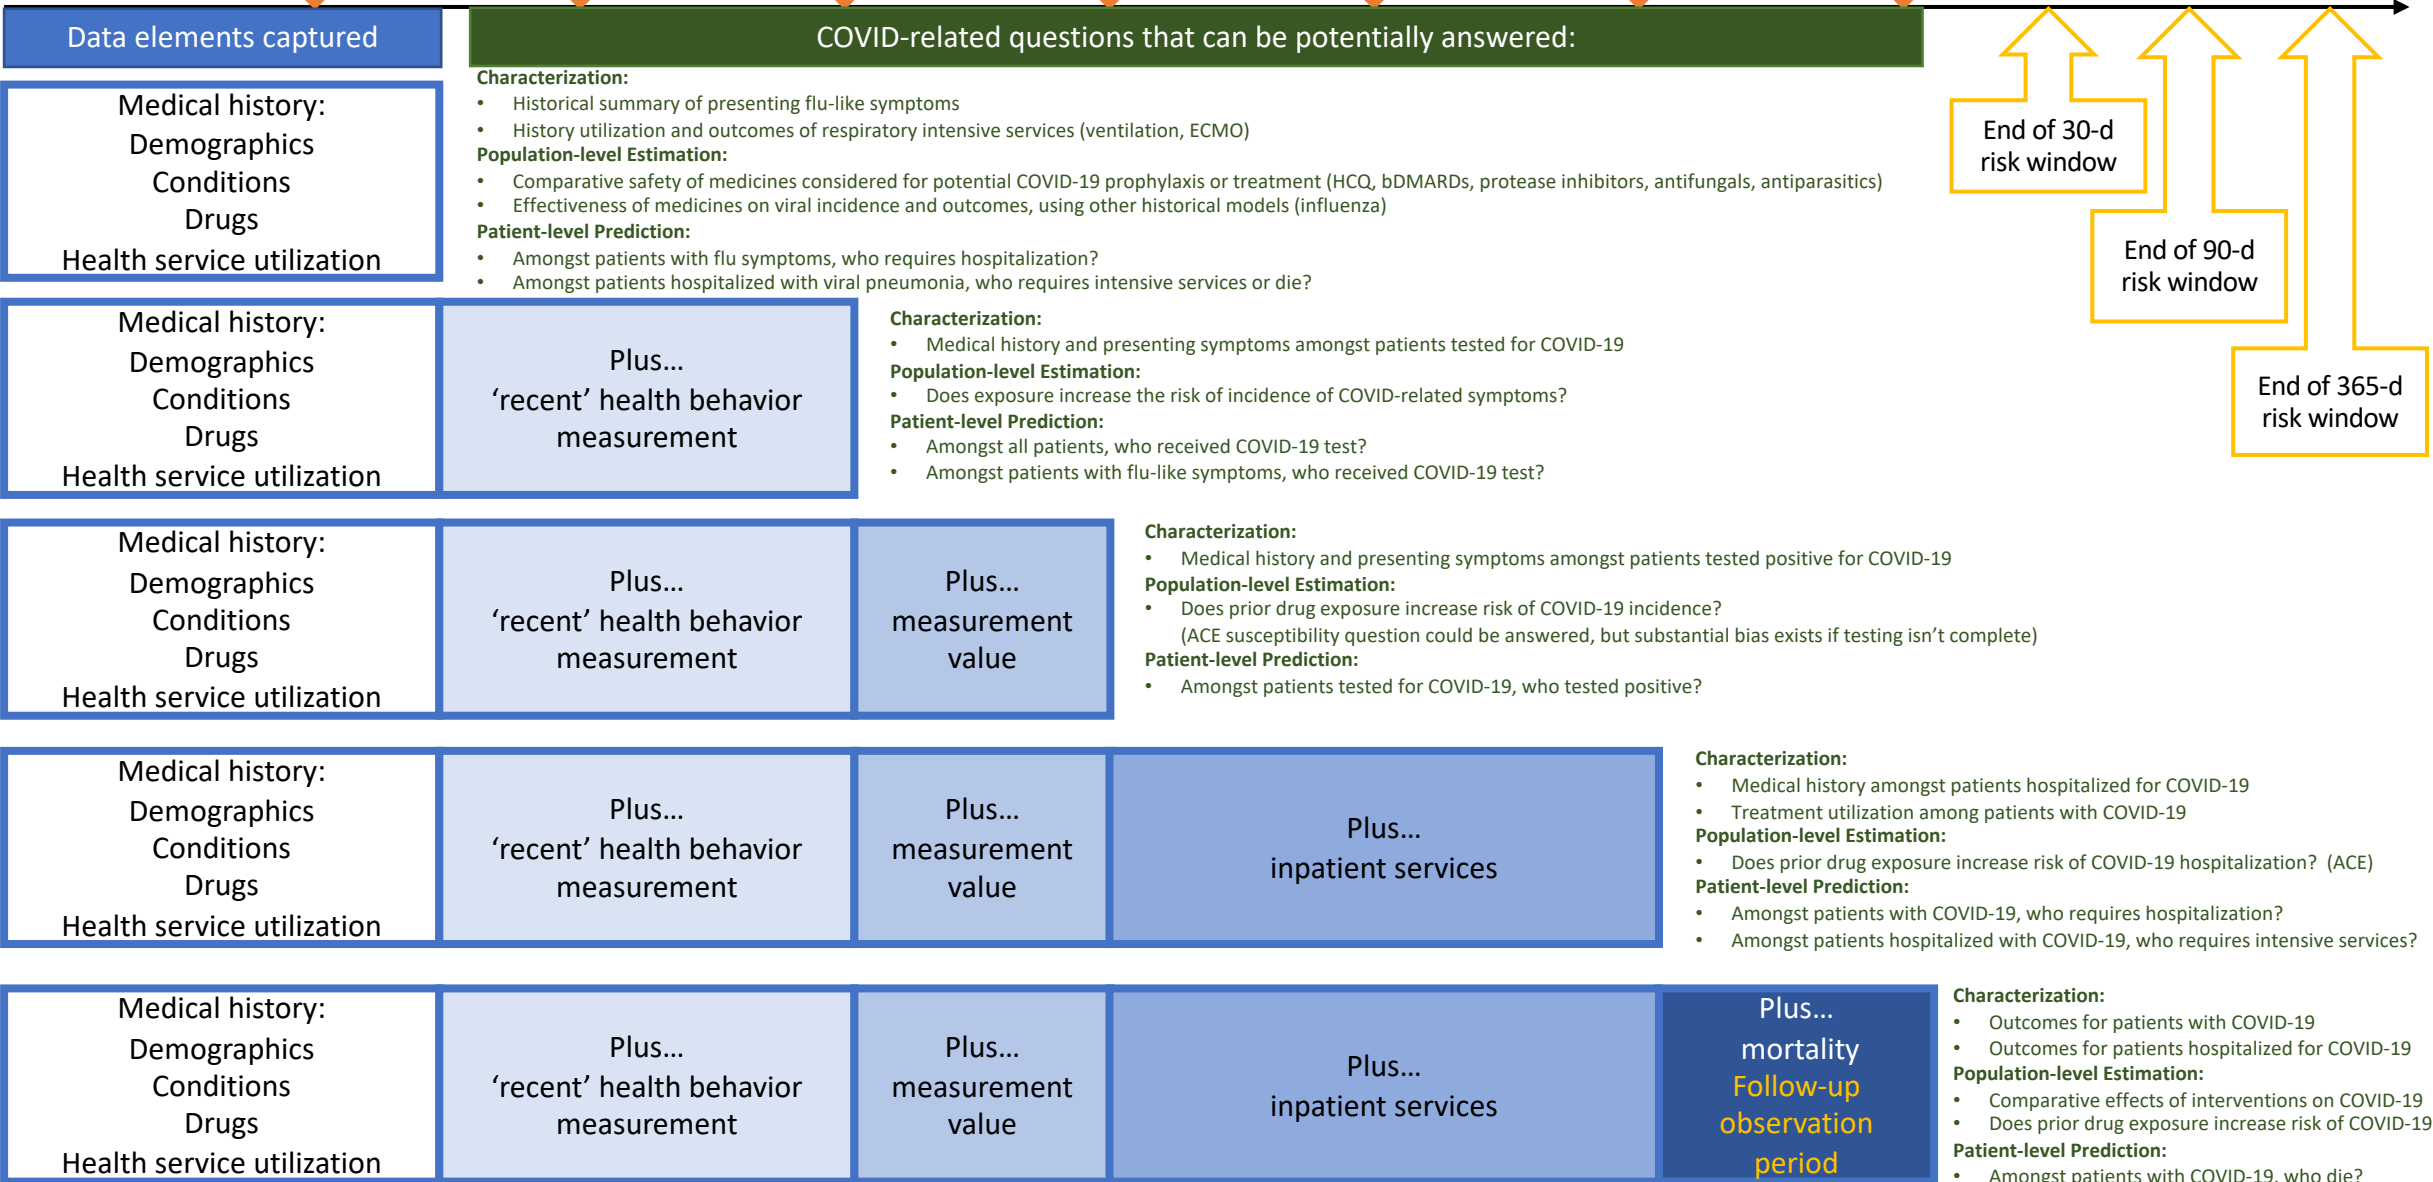 Data elements captured
COVID-related questions that can be potentially answered:
Medical history:
Demographics
Conditions
Drugs
Health service utilization
Characterization:
• Historical summary of presenting flu-like symptoms
• History utilization and outcomes of respiratory intensive services (ventilation, ECMO)
Population-level Estimation:
• Comparative safety of medicines considered for potential COVID-19 prophylaxis or treatment (HCQ, bDMARDs, protease inhibitors, antifungals, antiparasitics)
• Effectiveness of medicines on viral incidence and outcomes, using other historical models (influenza)
Patient-level Prediction:
• Amongst patients with flu symptoms, who requires hospitalization?
• Amongst patients hospitalized with viral pneumonia, who requires intensive services or die?
End of 30-d
risk window
End of 90-d
risk window
End of 365-d
risk window
Medical history:
Demographics
Conditions
Drugs
Health service utilization
Plus…
‘recent’ health behavior
measurement
Characterization:
• Medical history and presenting symptoms amongst patients tested for COVID-19
Population-level Estimation:
• Does exposure increase the risk of incidence of COVID-related symptoms?
Patient-level Prediction:
• Amongst all patients, who received COVID-19 test?
• Amongst patients with flu-like symptoms, who received COVID-19 test?
Medical history:
Demographics
Conditions
Drugs
Health service utilization
Plus…
‘recent’ health behavior
measurement
Plus…
measurement
value
Characterization:
• Medical history and presenting symptoms amongst patients tested positive for COVID-19
Population-level Estimation:
• Does prior drug exposure increase risk of COVID-19 incidence?
(ACE susceptibility question could be answered, but substantial bias exists if testing isn’t complete)
Patient-level Prediction:
• Amongst patients tested for COVID-19, who tested positive?
Medical history:
Demographics
Conditions
Drugs
Health service utilization
Plus…
‘recent’ health behavior
measurement
Plus…
measurement
value
Plus…
inpatient services
Characterization:
• Medical history amongst patients hospitalized for COVID-19
• Treatment utilization among patients with COVID-19
Population-level Estimation:
• Does prior drug exposure increase risk of COVID-19 hospitalization? (ACE)
Patient-level Prediction:
• Amongst patients with COVID-19, who requires hospitalization?
• Amongst patients hospitalized with COVID-19, who requires intensive services?
Medical history:
Demographics
Conditions
Drugs
Health service utilization
Plus…
‘recent’ health behavior
measurement
Plus…
measurement
value
Plus…
inpatient services
Plus…
mortality
Follow-up
observation
period
Characterization:
• Outcomes for patients with COVID-19
• Outcomes for patients hospitalized for COVID-19
Population-level Estimation:
• Comparative effects of interventions on COVID-19
• Does prior drug exposure increase risk of COVID-19
Patient-level Prediction:
• Amongst patients with COVID-19, who die?